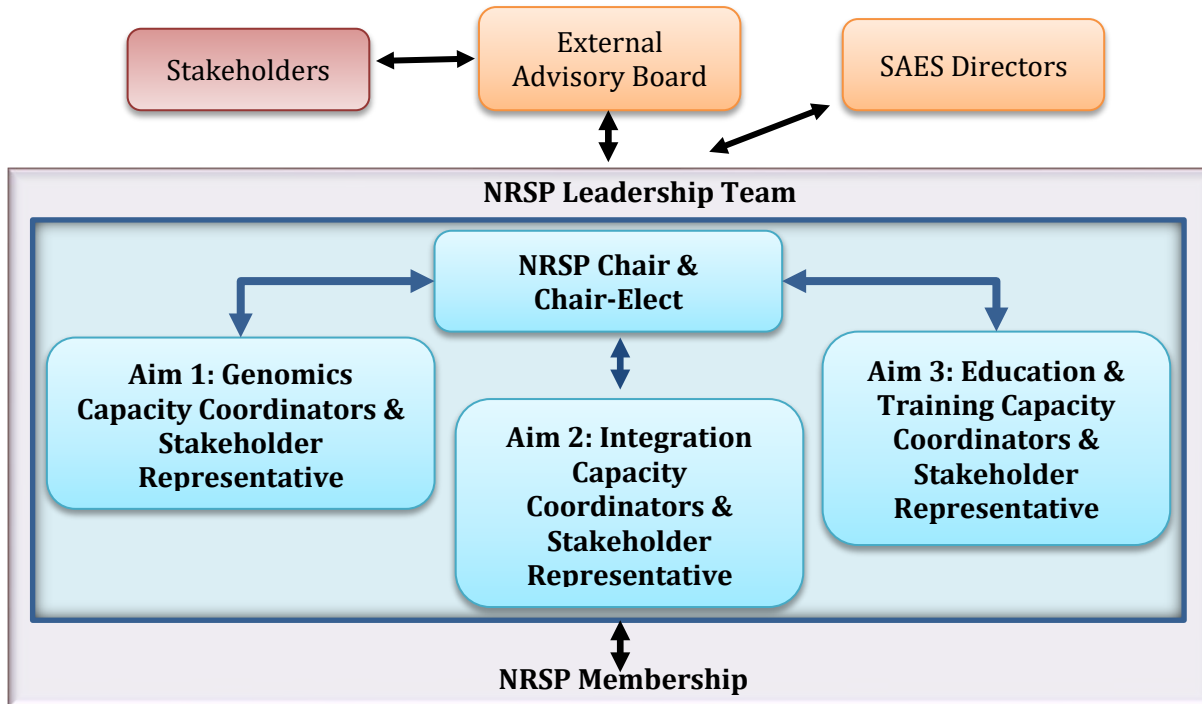 Stakeholders
External
Advisory Board
SAES Directors
NRSP Leadership Team
NRSP Chair &
Chair-Elect
Aim 1: Genomics
Capacity Coordinators &
Stakeholder
Representative
Aim 2: Integration
Capacity
Coordinators &
Stakeholder
Representative
Aim 3: Education &
Training Capacity
Coordinators &
Stakeholder
Representative
NRSP Membership